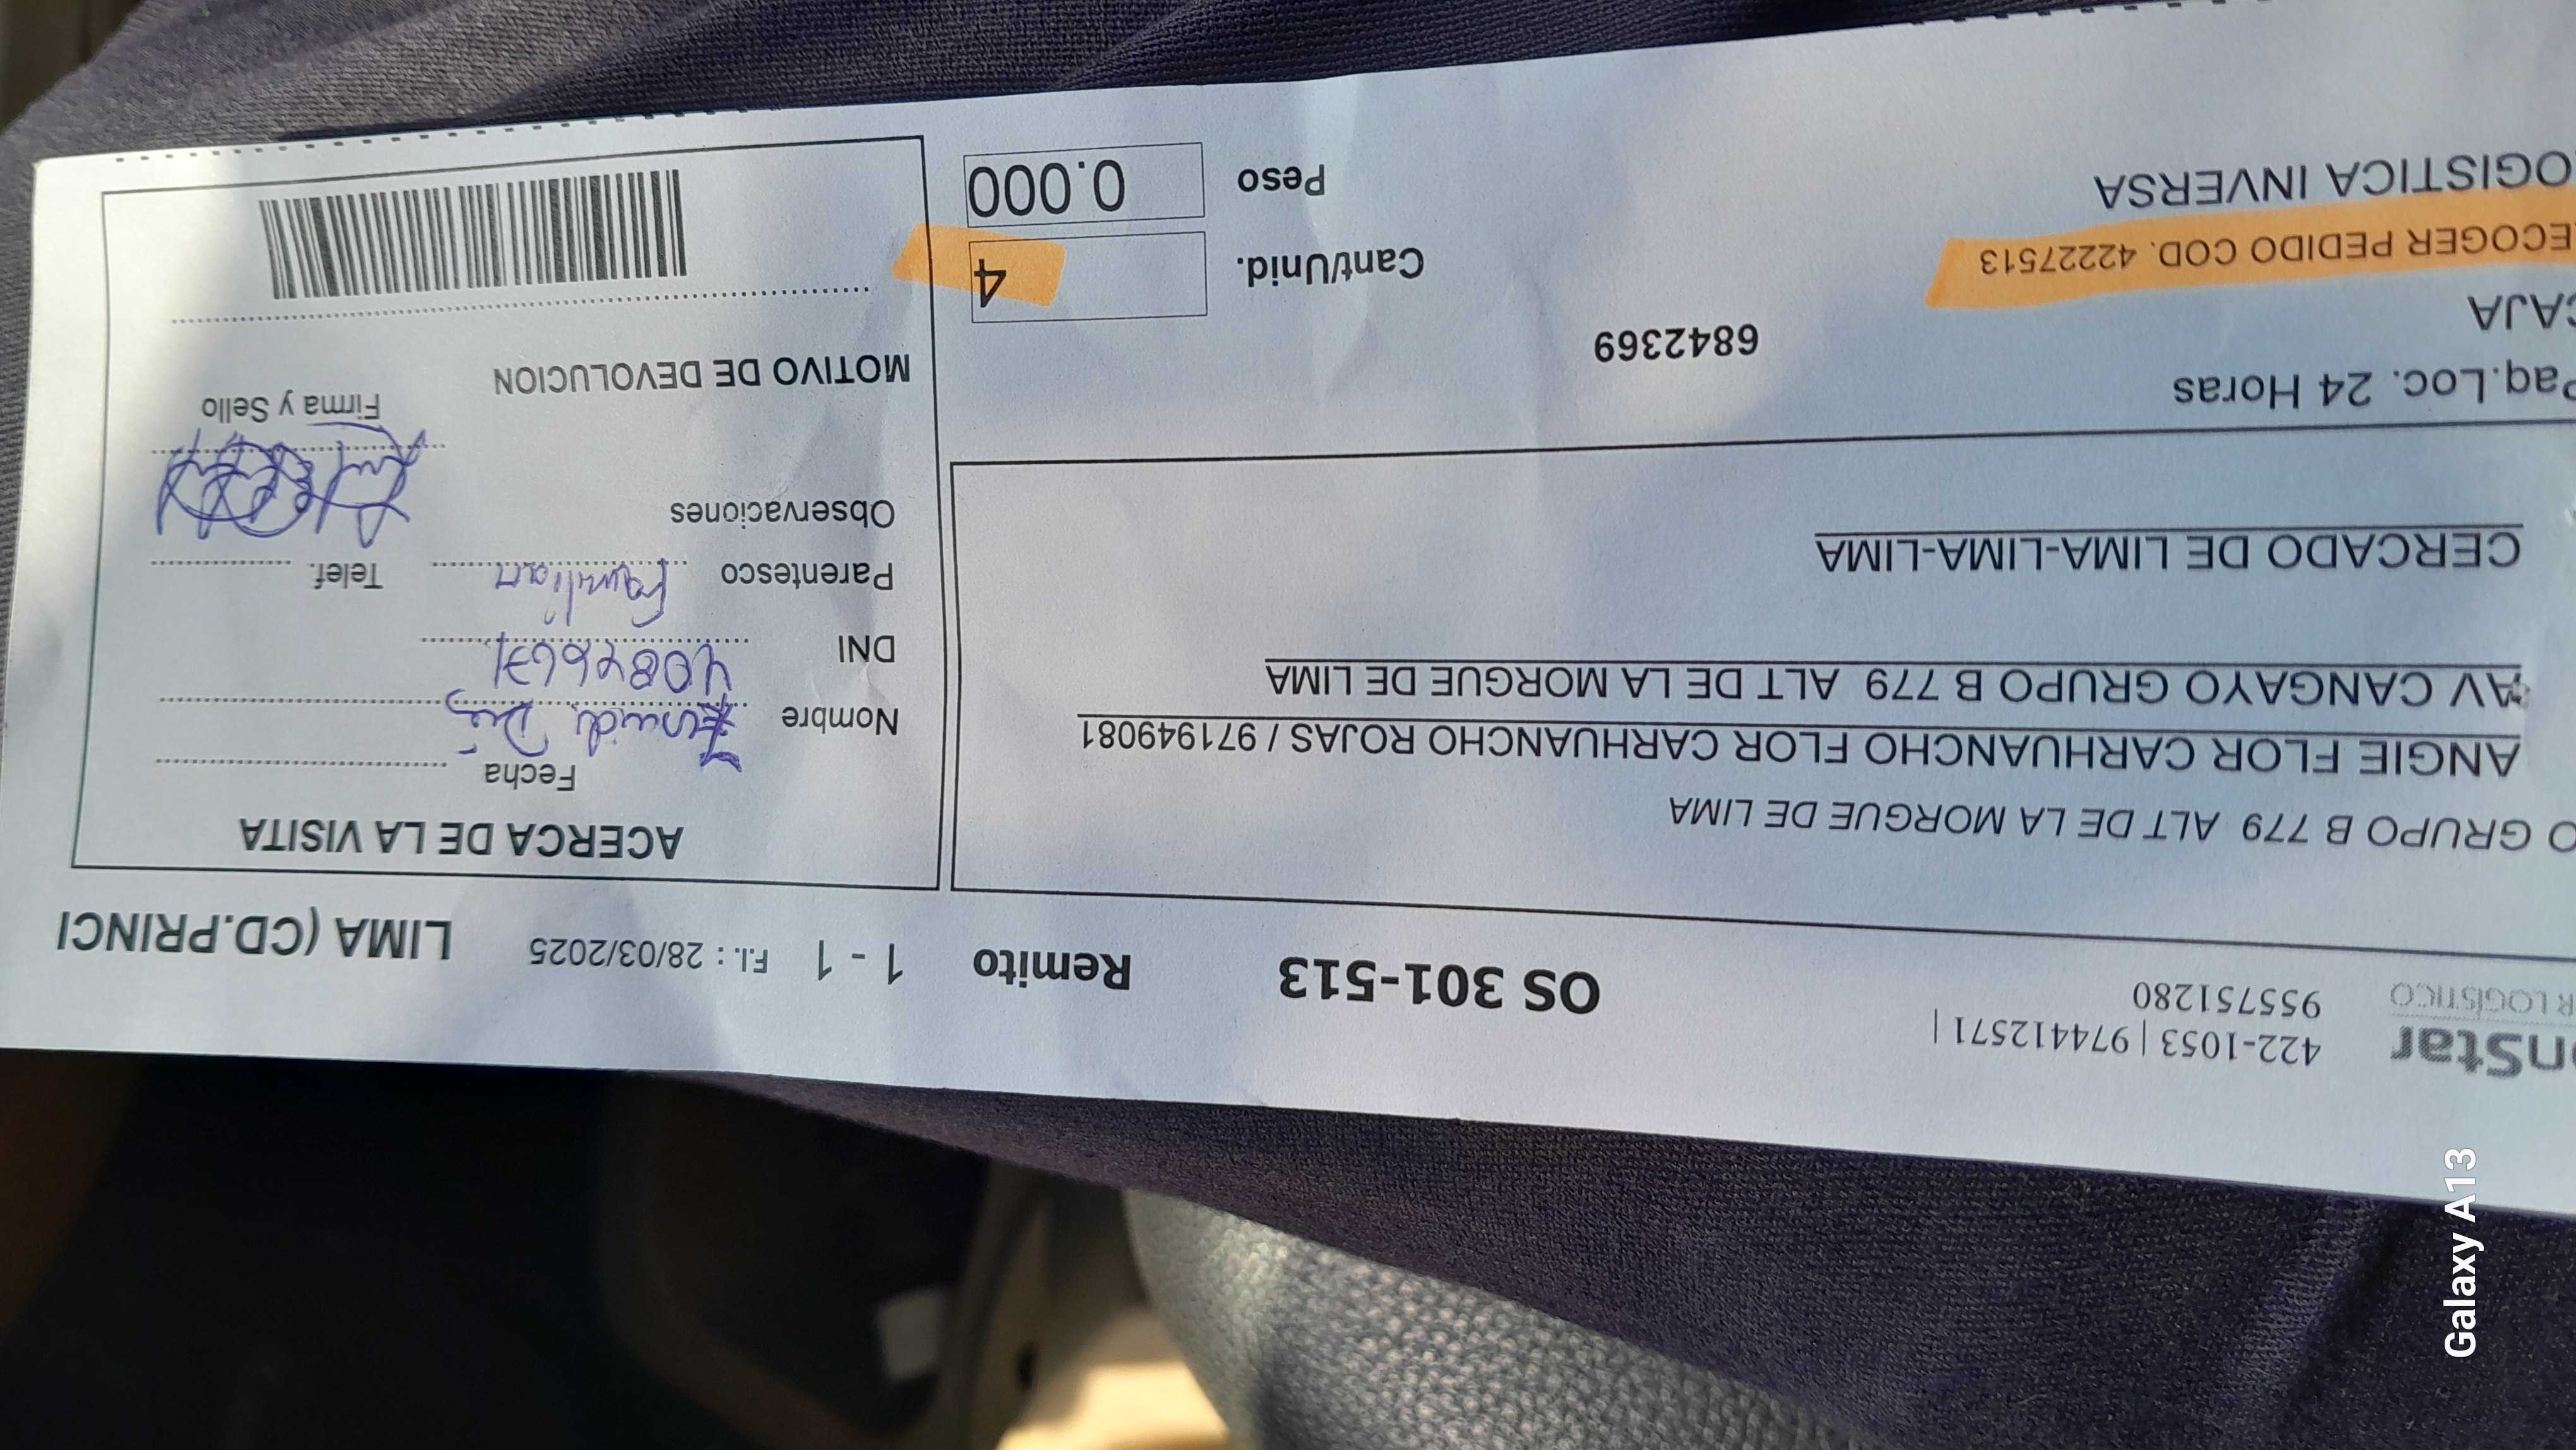 nStar
R LOGÍSTICO
422-1053 | 974412571 |
955751280
OS 301-513
Remito
1 - 1
F.I. : 28/03/2025
LIMA (CD.PRINCI
O GRUPO B 779 ALT DE LA MORGUE DE LIMA
ANGIE FLOR CARHUANCHO FLOR CARHUANCHO ROJAS / 971949081
AV CANGAYO GRUPO B 779 ALT DE LA MORGUE DE LIMA
CERCADO DE LIMA-LIMA-LIMA
Paq.Loc. 24 Horas
6842369
CAJA
ECOGER PEDIDO COD. 42227513
OGISTICA INVERSA
Cant/Unid. 4
Peso 0.000
ACERCA DE LA VISITA
Fecha
Nombre
DNI
Parentesco Familiar Telef.
Observaciones
Firma y Sello
MOTIVO DE DEVOLUCION
Galaxy A13